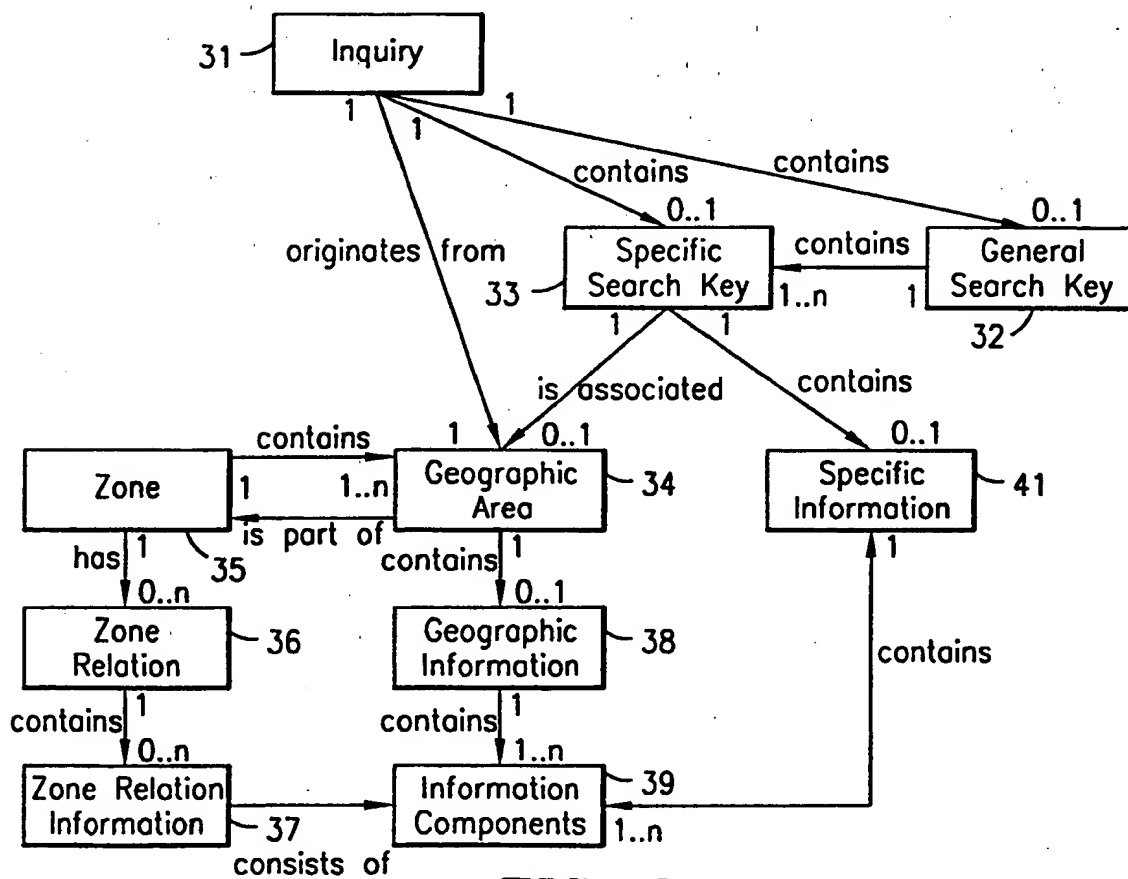 31
Inquiry
1
1
1
contains
contains
0..1
0..1
originates from
33
Specific
Search Key
contains
1..n
1
General
Search Key
32
1
1
is associated
contains
contains
1
0..1
0..1
Zone
1
1..n
Geographic
Area
34
Specific
Information
41
is part of
has
1
35
contains
1
1
0..n
0..1
Zone
Relation
36
Geographic
Information
38
contains
contains
1
contains
1
0..n
1..n
Zone Relation
Information
37
Information
Components
39
1..n
consists of